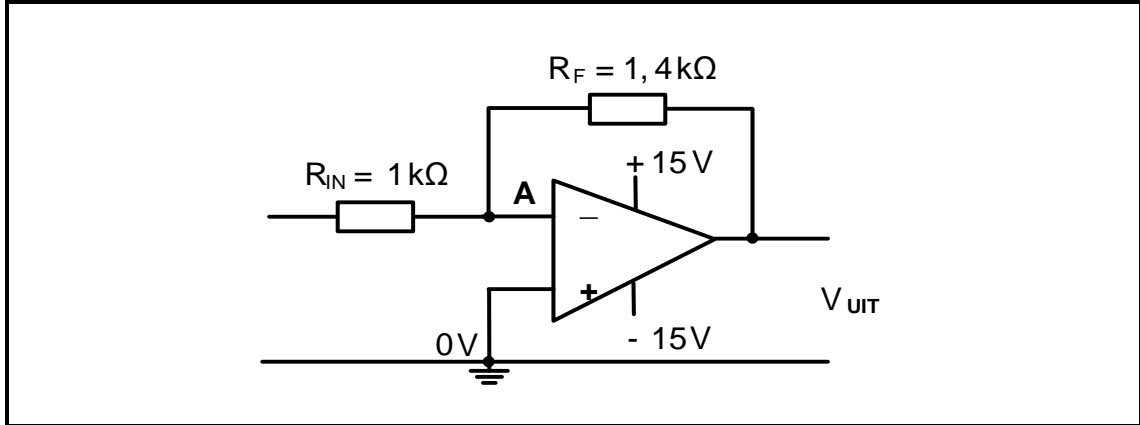 R_F = 1,4kΩ
R_IN = 1kΩ
A
+ 15V
−
+
0V
- 15V
V_UIT